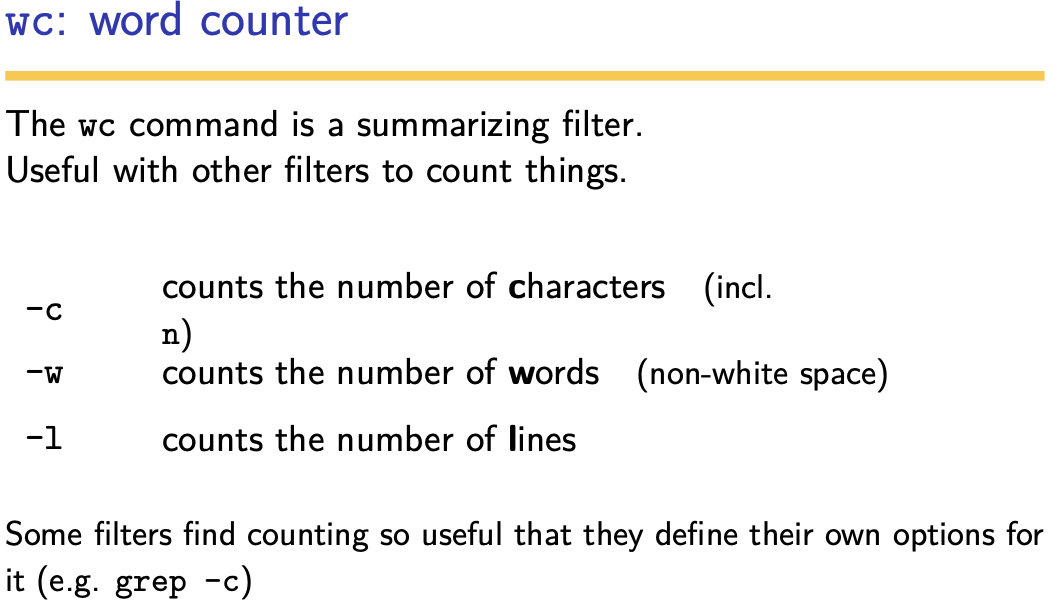 wc: word counter
The wc command is a summarizing filter.
Useful with other filters to count things.
-c counts the number of characters (incl.
n)
-w counts the number of words (non-white space)
-l counts the number of lines
Some filters find counting so useful that they define their own options for
it (e.g. grep -c)